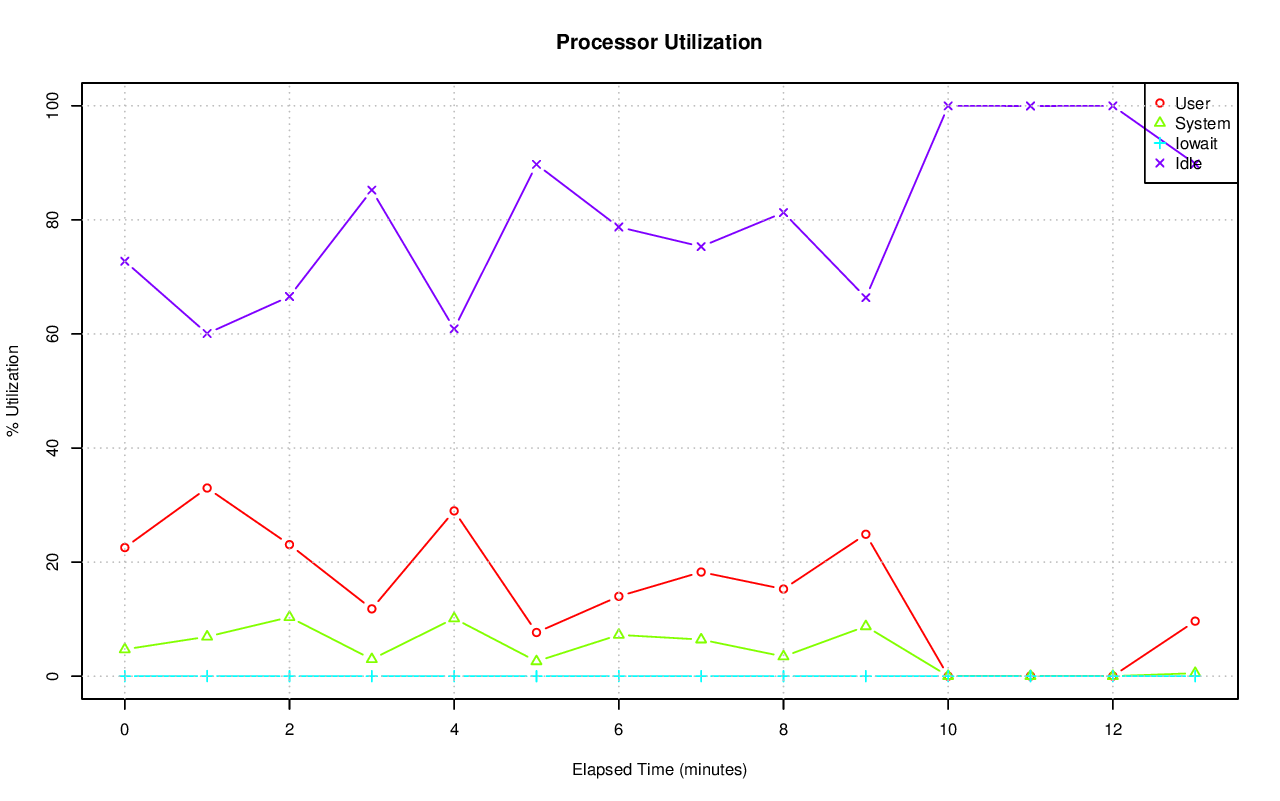 Processor Utilization
% Utilization
100
80
60
40
20
0
User
System
Iowait
Idle
0 2 4 6 8 10 12
Elapsed Time (minutes)